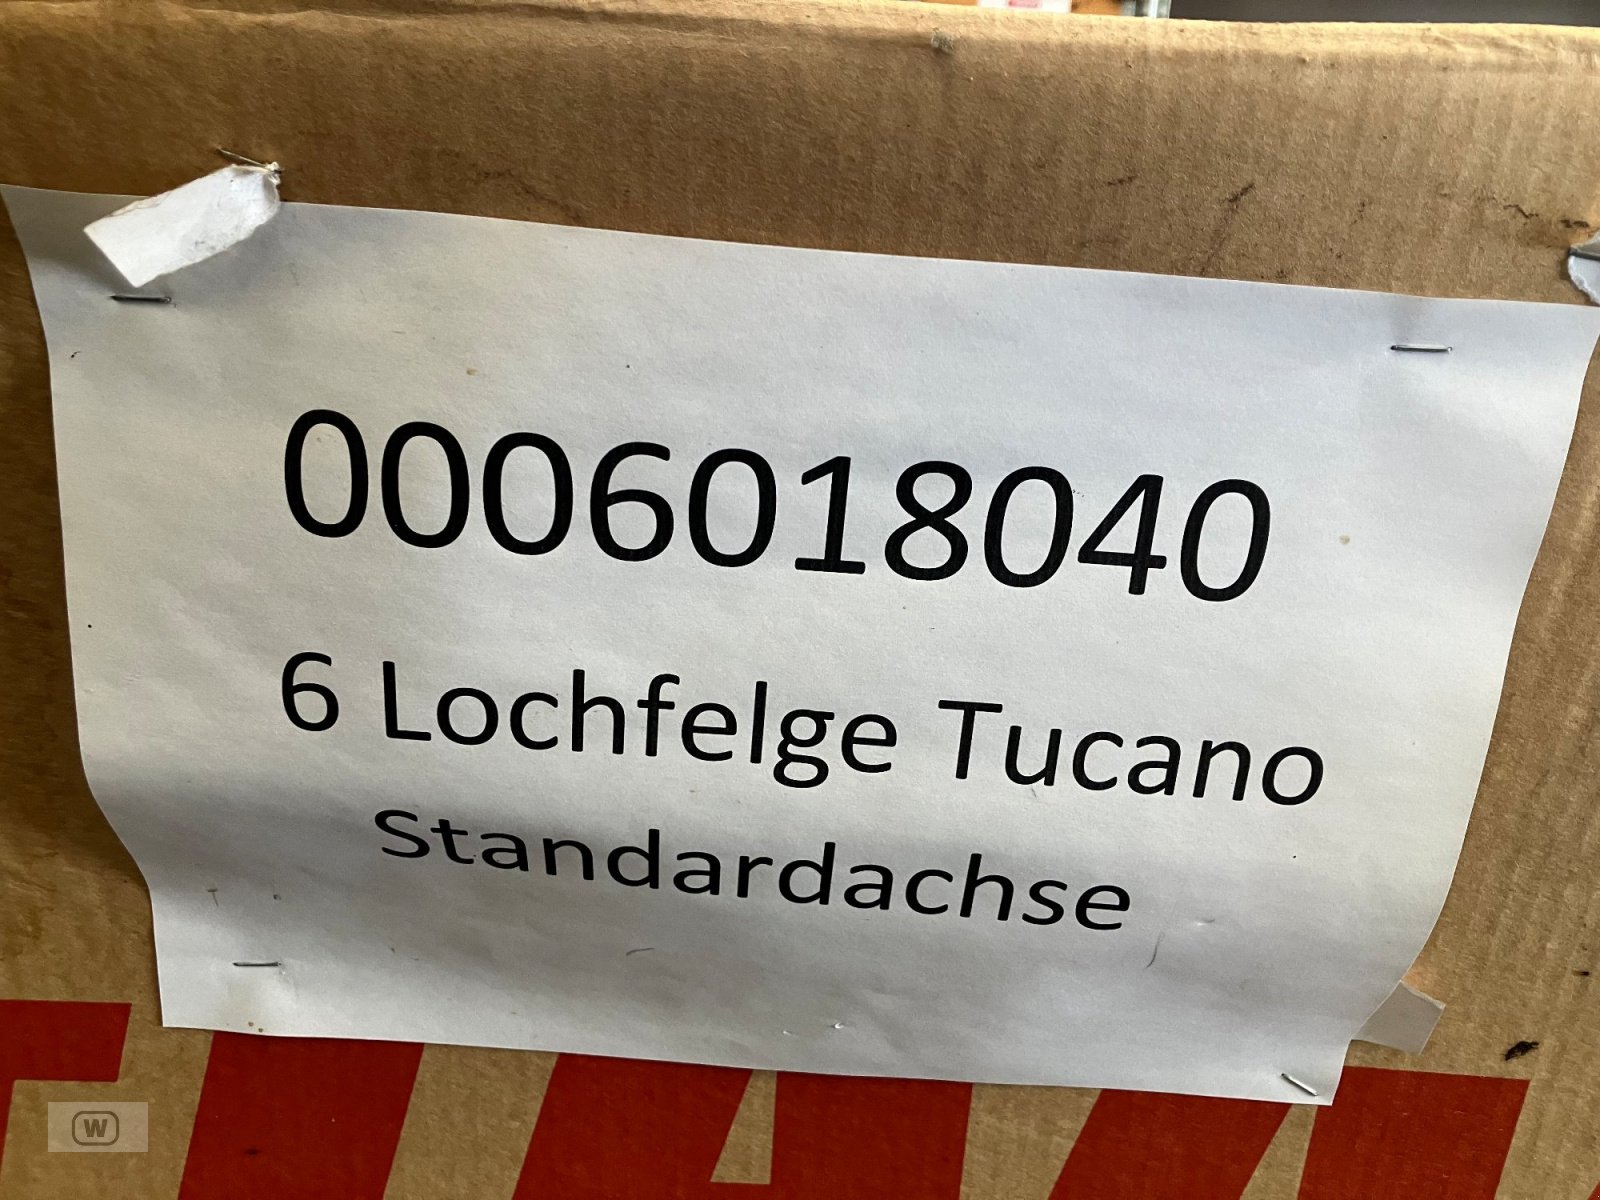 0006018040
6 Lochfelge Tucano
Standardachse
W